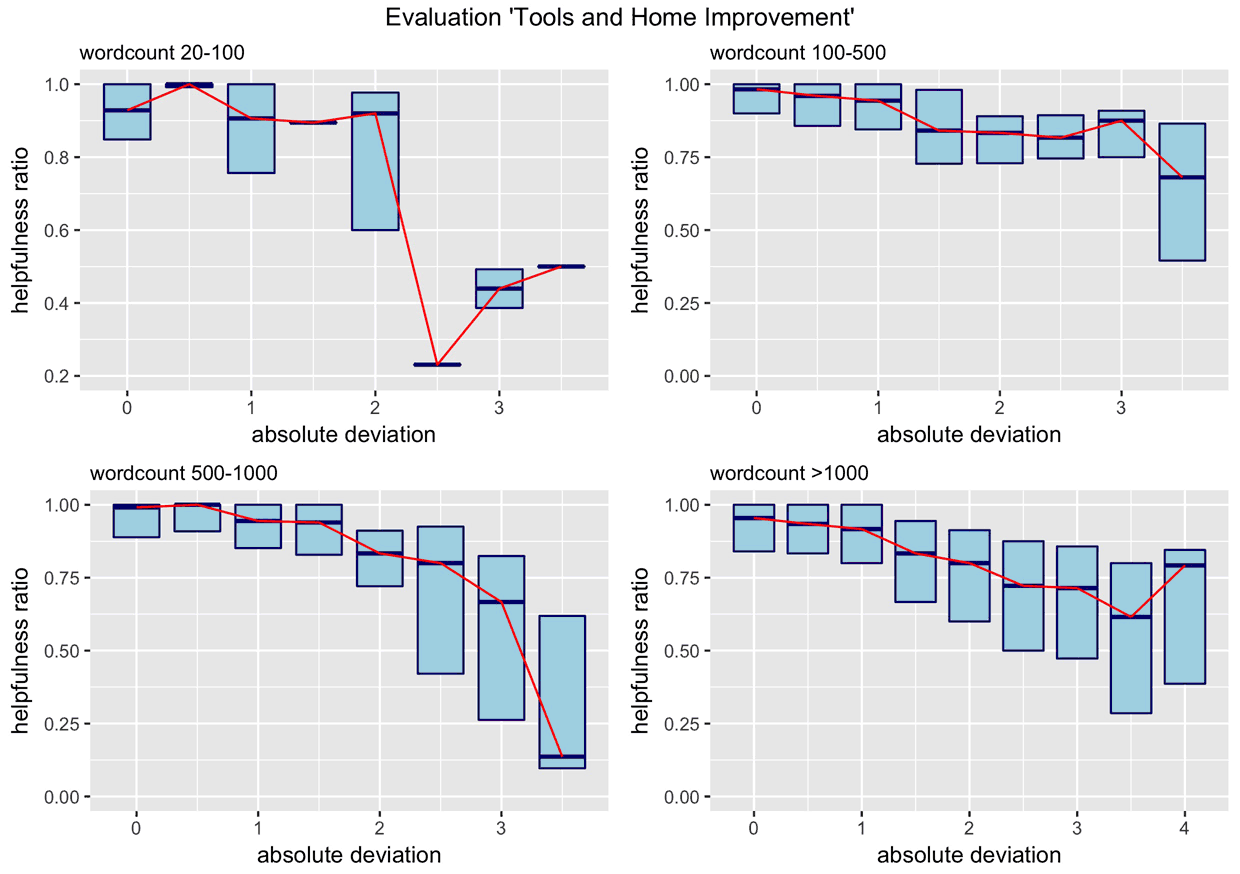 Evaluation 'Tools and Home Improvement'
wordcount 20-100
1.0
0.8
0.6
0.4
0.2
helpfulness ratio
0 1 2 3
absolute deviation
wordcount 100-500
1.00
0.75
0.50
0.25
0.00
helpfulness ratio
0 1 2 3
absolute deviation
wordcount 500-1000
1.00
0.75
0.50
0.25
0.00
helpfulness ratio
0 1 2 3
absolute deviation
wordcount >1000
1.00
0.75
0.50
0.25
0.00
helpfulness ratio
0 1 2 3 4
absolute deviation